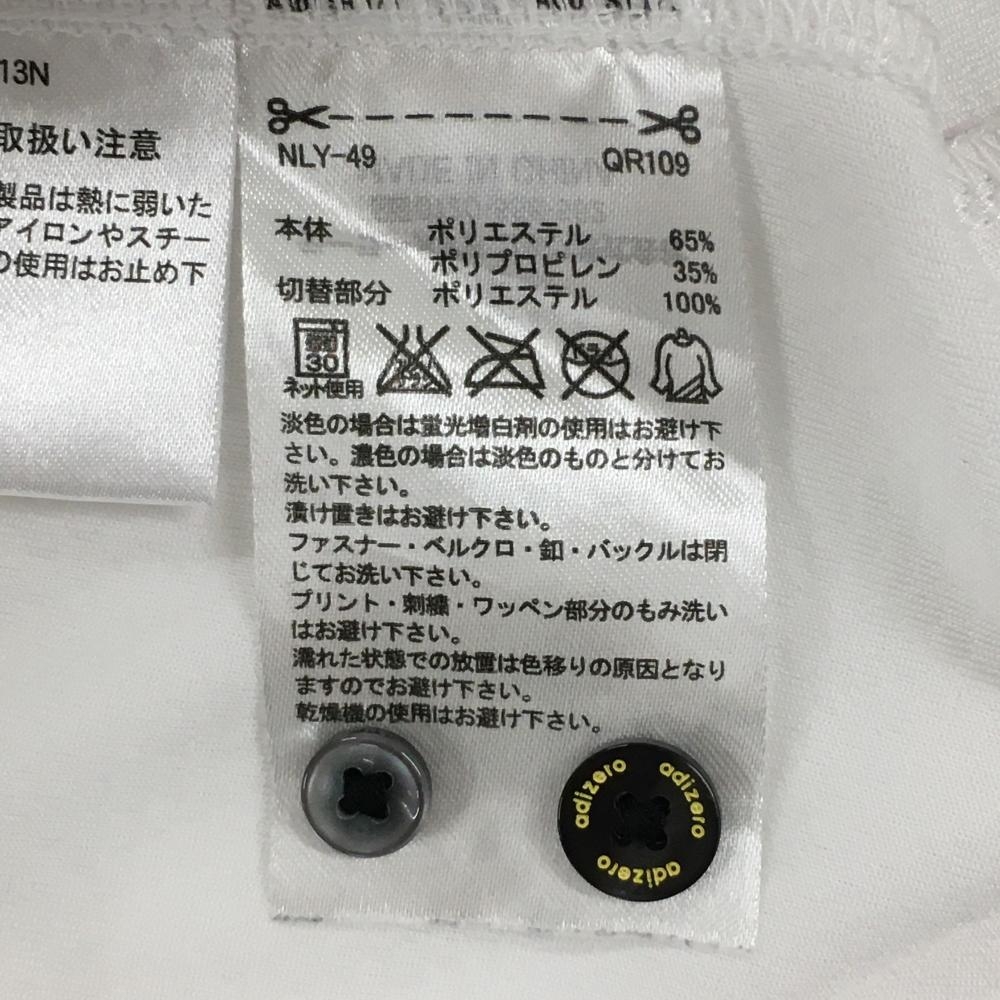 13N
取扱い注意
製品は熱に弱いた
アイロンやスチー
の使用はお止め下
NLY-49 QR109
本体 ポリエステル 65%
ポリプロピレン 35%
切替部分 ポリエステル 100%
30
ネット使用
淡色の場合は蛍光増白剤の使用はお避け下
さい。濃色の場合は淡色のものと分けてお
洗い下さい。
漬け置きはお避け下さい。
ファスナー・ベルクロ・釦・バックルは閉
じてお洗い下さい。
プリント・刺繍・ワッペン部分のもみ洗い
はお避け下さい。
濡れた状態での放置は色移りの原因となり
ますのでお避け下さい。
乾燥機の使用はお避け下さい。
adizero
adizero
adizero